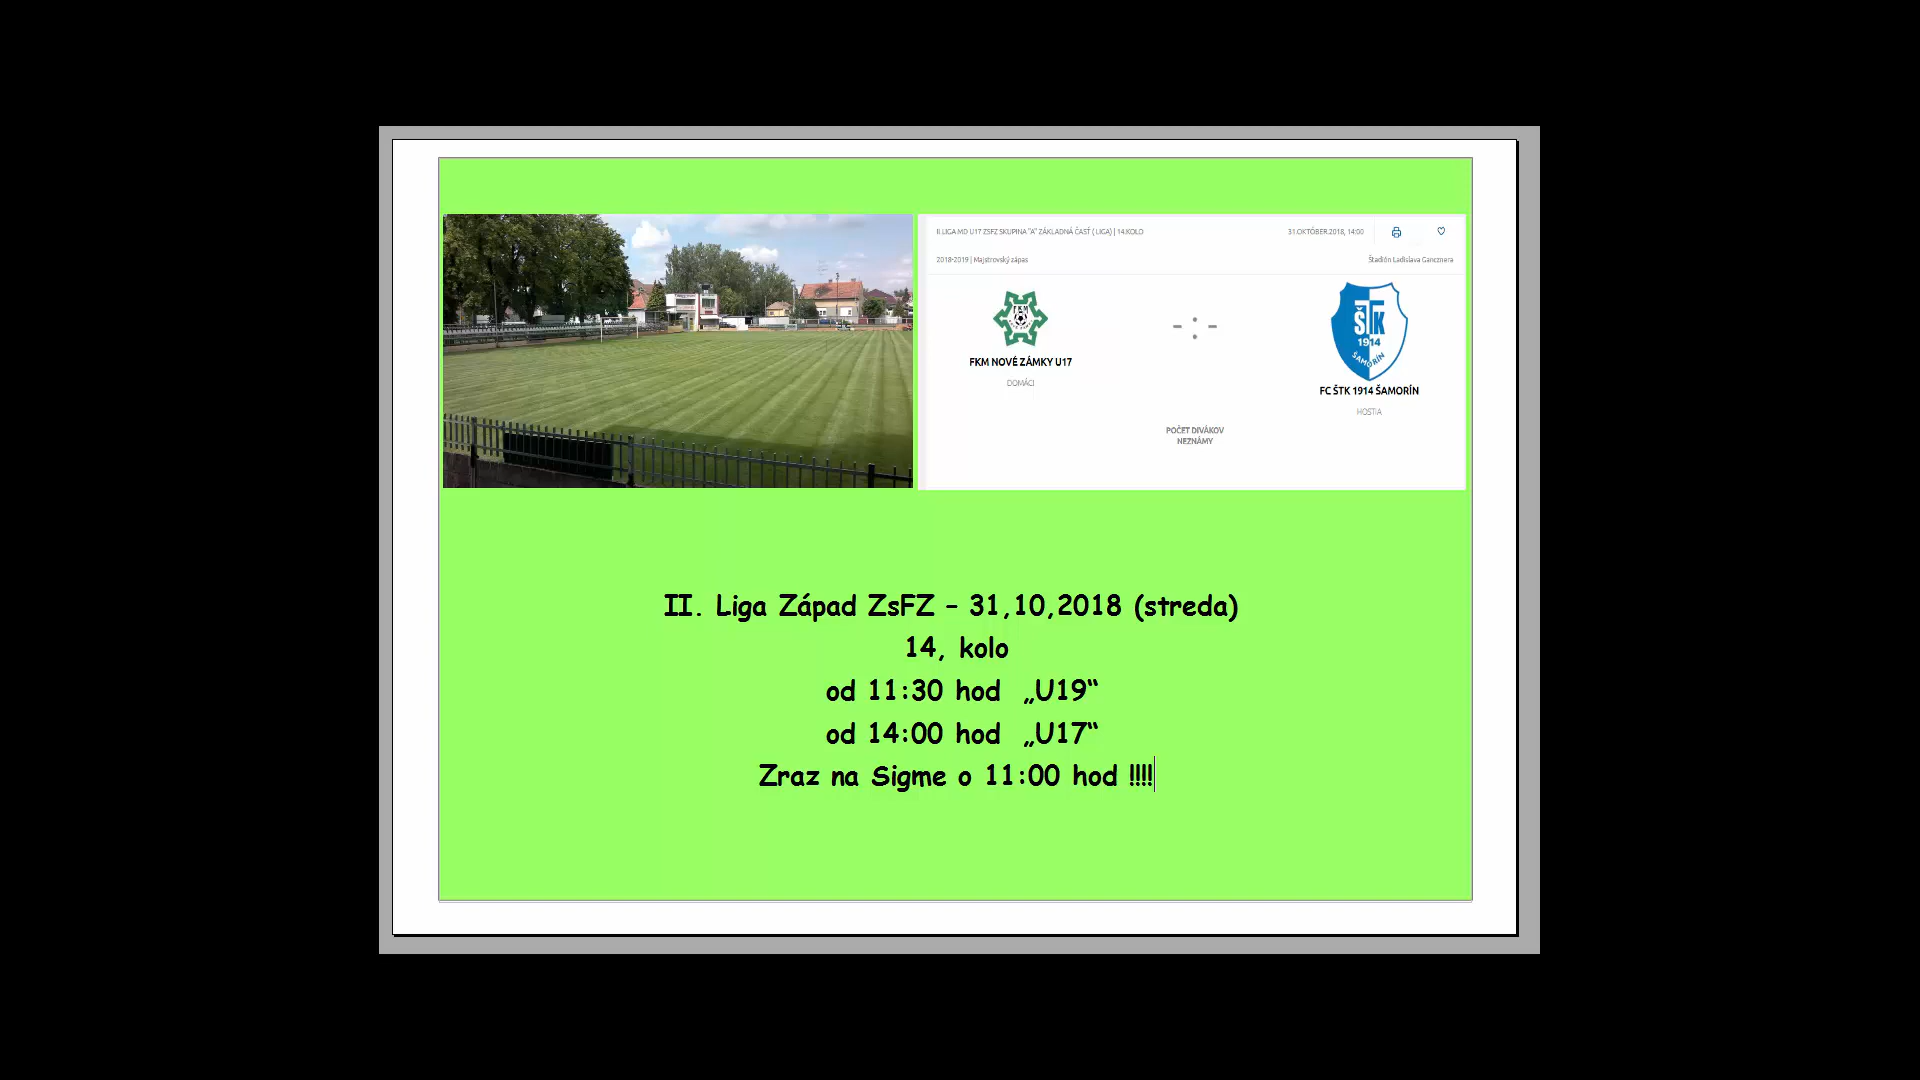 II.LIGA MD U17 ZSFZ SKUPINA "A" ZÁKLADNÁ ČASŤ ( LIGA) | 14.KOLO
31.OKTÓBER.2018, 14:00
2018-2019 | Majstrovský zápas
Štadión Ladislava Gancznera
FKM
ŠTK
1914
ŠAMORÍN
- : -
FKM NOVÉ ZÁMKY U17
DOMÁCI
FC ŠTK 1914 ŠAMORÍN
HOSTIA
POČET DIVÁKOV
NEZNÁMY
II. Liga Západ ZsFZ – 31,10,2018 (streda)
14, kolo
od 11:30 hod „U19“
od 14:00 hod „U17“
Zraz na Sigme o 11:00 hod !!!!